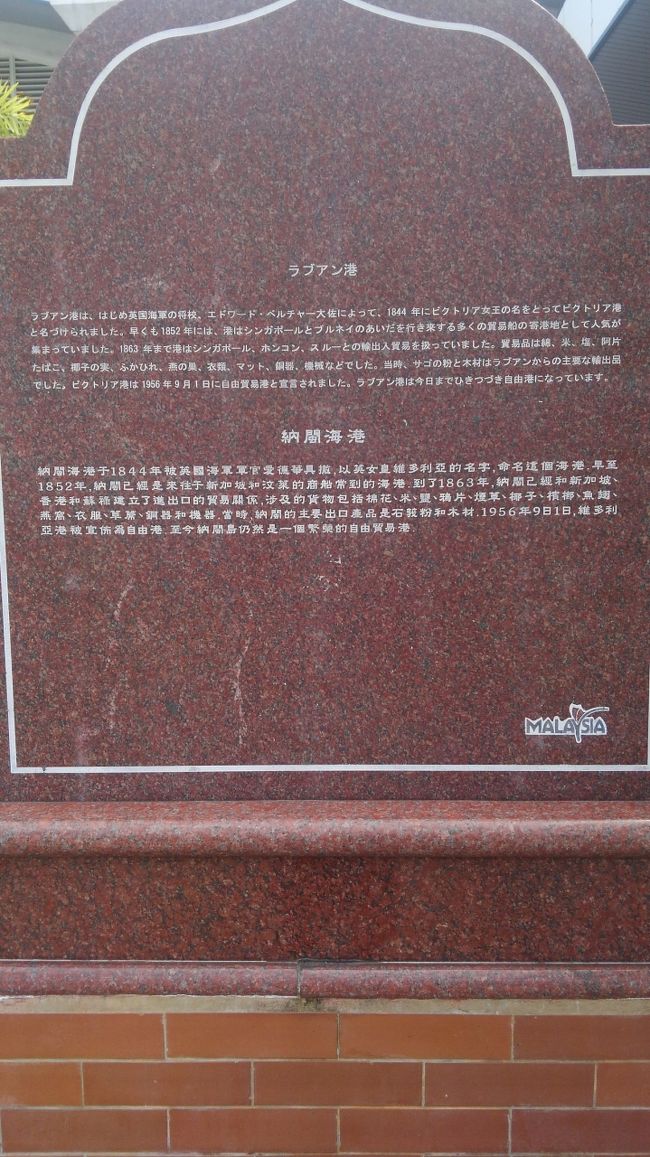 ラブアン港
ラブアン港は、はじめ英国海軍の将校、エドワード・ベルチャー大佐によって、1844 年にビクトリア女王の名をとってビクトリア港
と名づけられました。早くも 1852 年には、港はシンガポールとブルネイのあいだを行き来する多くの貿易船の寄港地として人気が
集まっていました。1863 年まで港はシンガポール、ホンコン、スルーとの輸出入貿易を扱っていました。貿易品は綿、米、塩、阿片
たばこ、椰子の実、ふかひれ、燕の巣、衣類、マット、銅器、機械などでした。当時、サゴの粉と木材はラブアンからの主要な輸出品
でした。ビクトリア港は 1956 年 9 月 1 日に自由貿易港と宣言されました。ラブアン港は今日までひきつづき自由港になっています。
納閩海港
納閩海港于1844年被英國海軍軍官愛德華具撤,以英女皇維多利亞的名字,命名這個海港.早至
1852年,納閩已經是來往于新加坡和汶萊的商船常到的海港.到了1863年,納閩已經和新加坡、
香港和蘇祿建立了進出口的貿易關係,涉及的貨物包括棉花、米、鹽、鴉片、煙草、椰子、檳榔、魚翅、
燕窩、衣服、草蓆、銅器和機器.當時,納閩的主要出口產品是石莪粉和木材.1956年9日1日,維多利
亞港被宣佈為自由港.至今納閩島仍然是一個繁榮的自由貿易港.
MALAYSIA